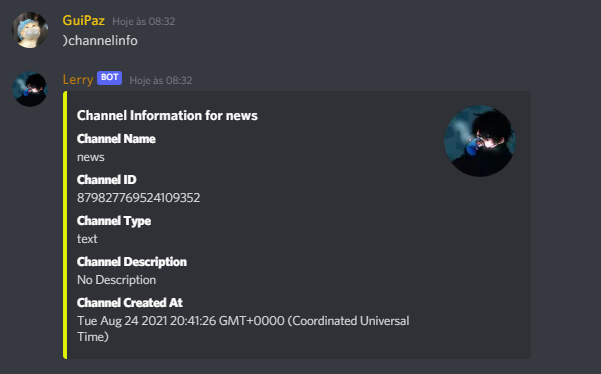 GuiPaz Hoje às 08:32
)channelinfo
Lerry BOT Hoje às 08:32
Channel Information for news
Channel Name
news
Channel ID
879827769524109352
Channel Type
text
Channel Description
No Description
Channel Created At
Tue Aug 24 2021 20:41:26 GMT+0000 (Coordinated Universal
Time)